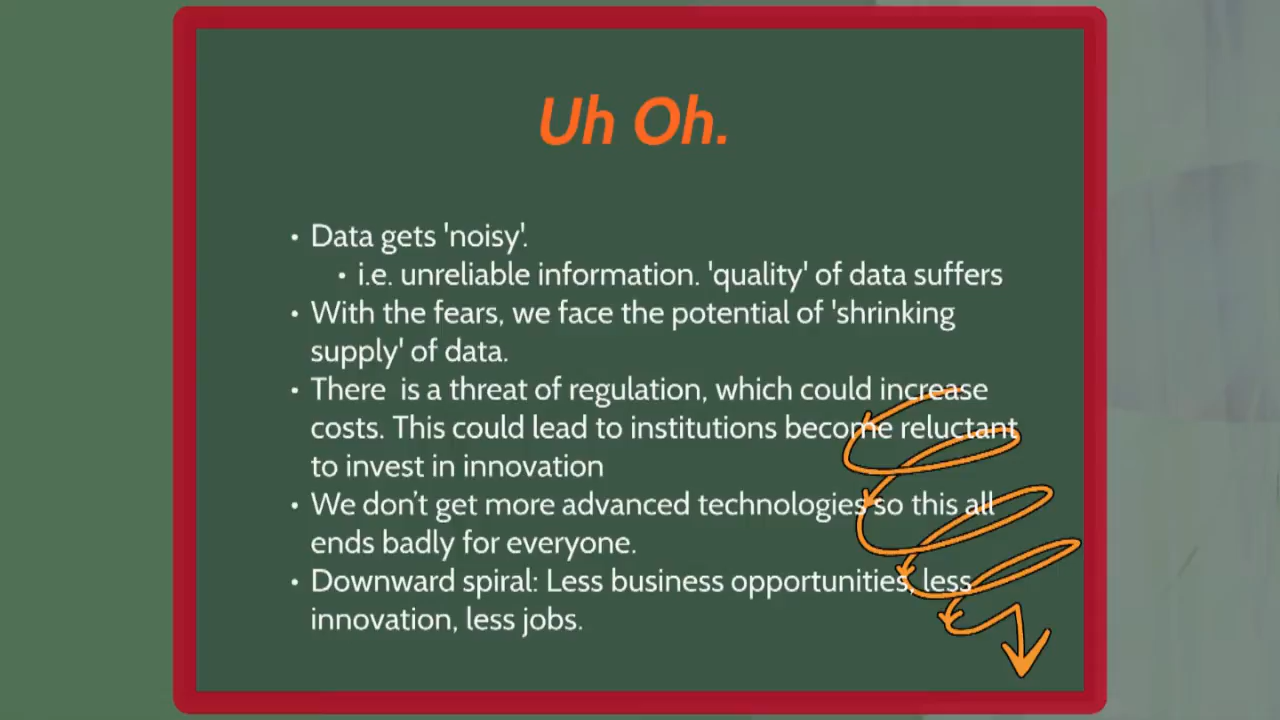 Uh Oh.
• Data gets 'noisy'.
• i.e. unreliable information. 'quality' of data suffers
• With the fears, we face the potential of 'shrinking
supply' of data.
• There is a threat of regulation, which could increase
costs. This could lead to institutions become reluctant
to invest in innovation
• We don’t get more advanced technologies so this all
ends badly for everyone.
• Downward spiral: Less business opportunities, less
innovation, less jobs.